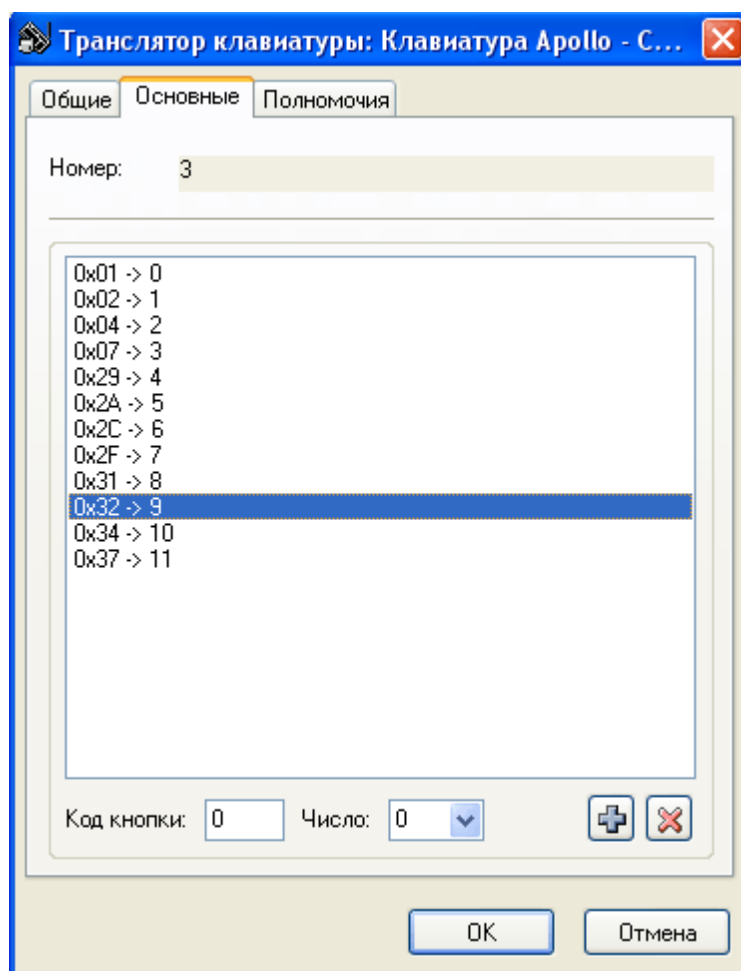 Транслятор клавиатуры: Клавиатура Apollo - С...
Общие Основные Полномочия
Номер: 3
0x01 -> 0
0x02 -> 1
0x04 -> 2
0x07 -> 3
0x29 -> 4
0x2A -> 5
0x2C -> 6
0x2F -> 7
0x31 -> 8
0x32 -> 9
0x34 -> 10
0x37 -> 11
Код кнопки: 0 Число: 0
OK Отмена